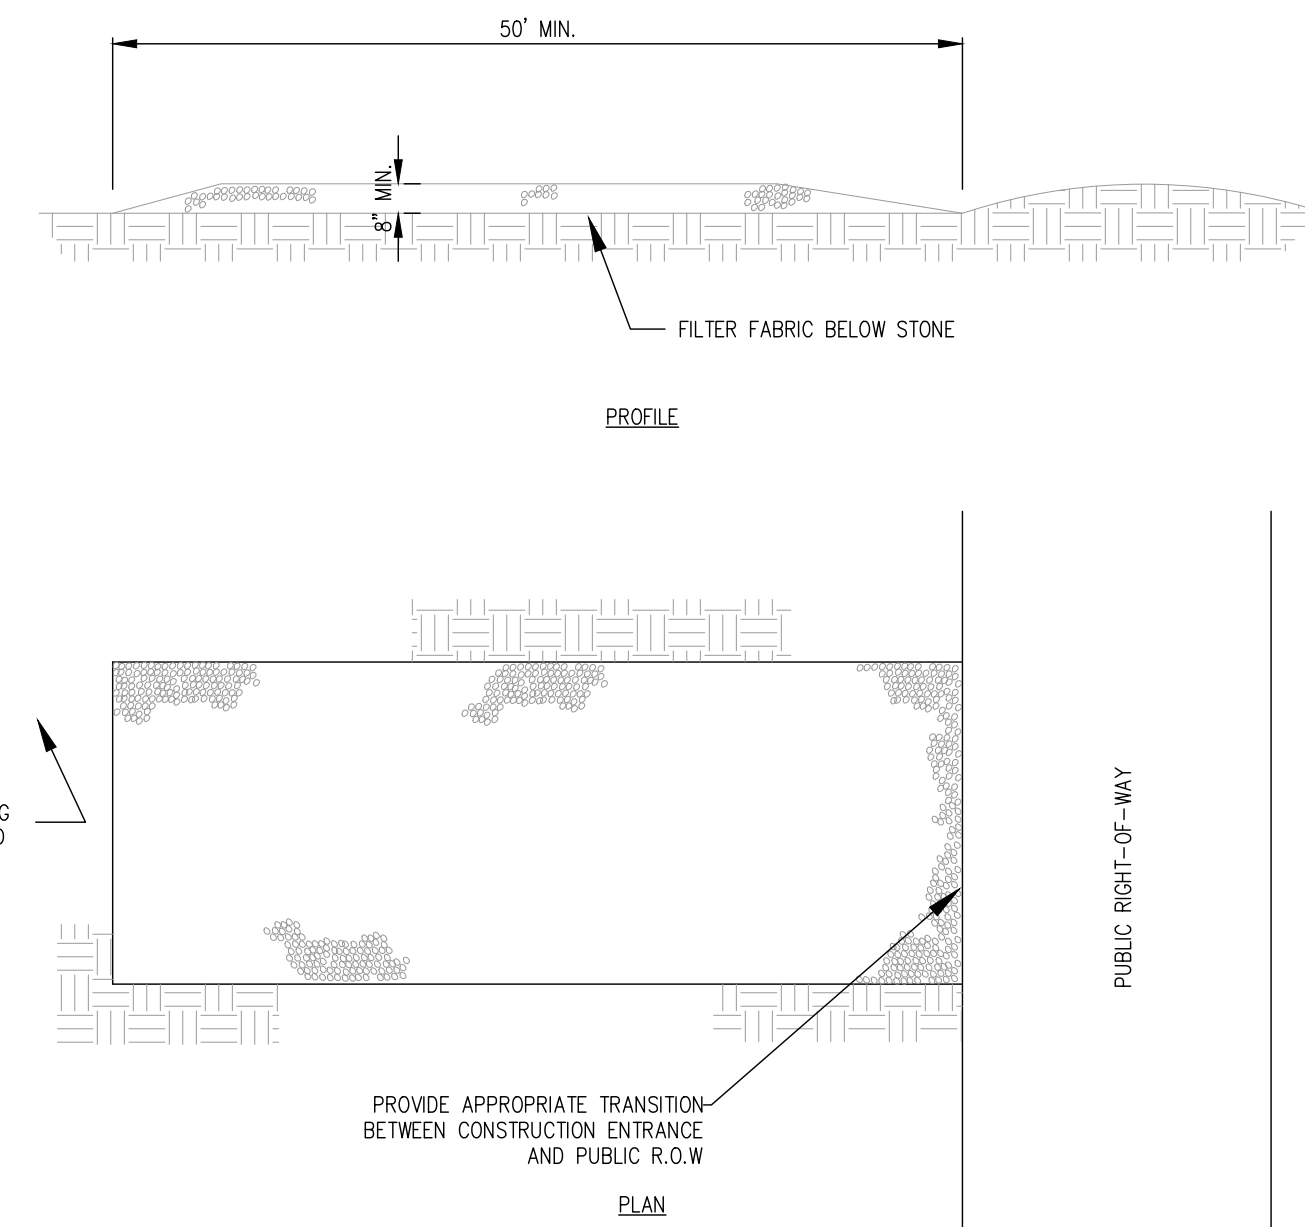 50' MIN.
8" MIN.
FILTER FABRIC BELOW STONE
PROFILE
PUBLIC RIGHT-OF-WAY
PROVIDE APPROPRIATE TRANSITION
BETWEEN CONSTRUCTION ENTRANCE
AND PUBLIC R.O.W
PLAN